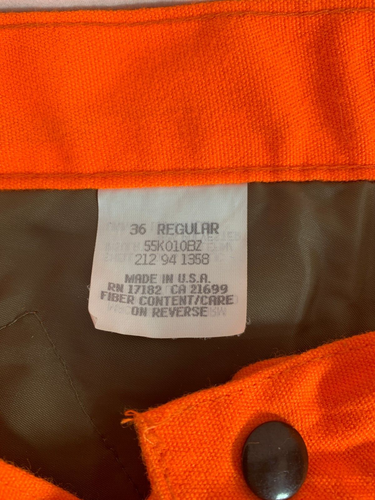 36 REGULAR
55K010BZ
212 94 1358
MADE IN U.S.A.
RN 17182 CA 21699
FIBER CONTENT/CARE
ON REVERSE